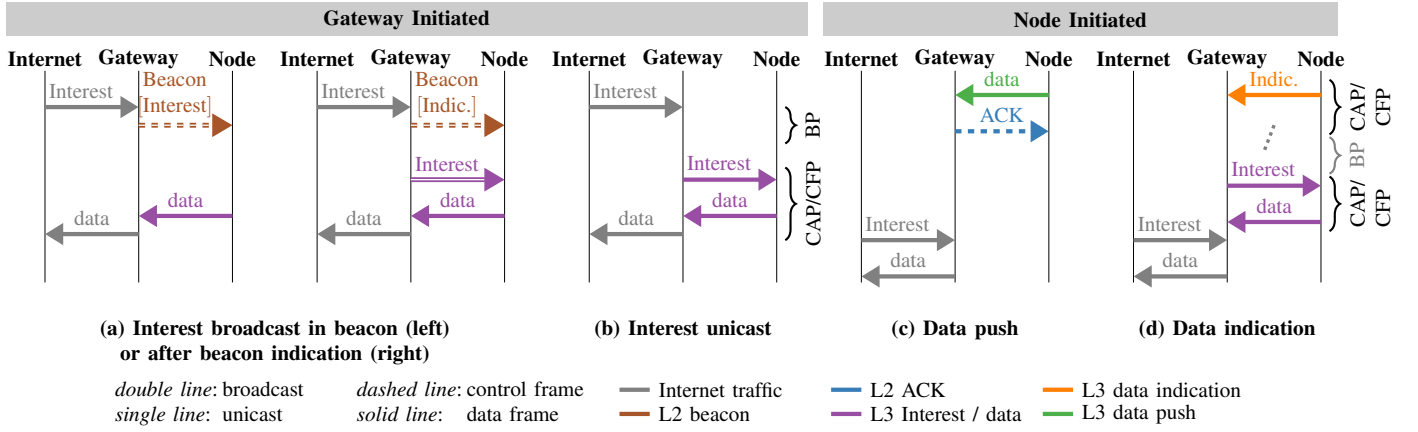 Gateway Initiated
Node Initiated
Internet Gateway Node Internet Gateway Node Internet Gateway Node Internet Gateway Node Internet Gateway Node
Interest
Beacon
[Interest]
data
data
Interest
Beacon
[Indic.]
Interest
data
data
Interest
Interest
data
data
BP
CAP/CFP
data
ACK
Interest
data
Indic.
Interest
data
Interest
data
CAP/
CFP
BP
CAP/
CFP
(a) Interest broadcast in beacon (left)
or after beacon indication (right)
(b) Interest unicast
(c) Data push
(d) Data indication
double line: broadcast
single line: unicast
dashed line: control frame
solid line: data frame
Internet traffic
L2 beacon
L2 ACK
L3 Interest / data
L3 data indication
L3 data push